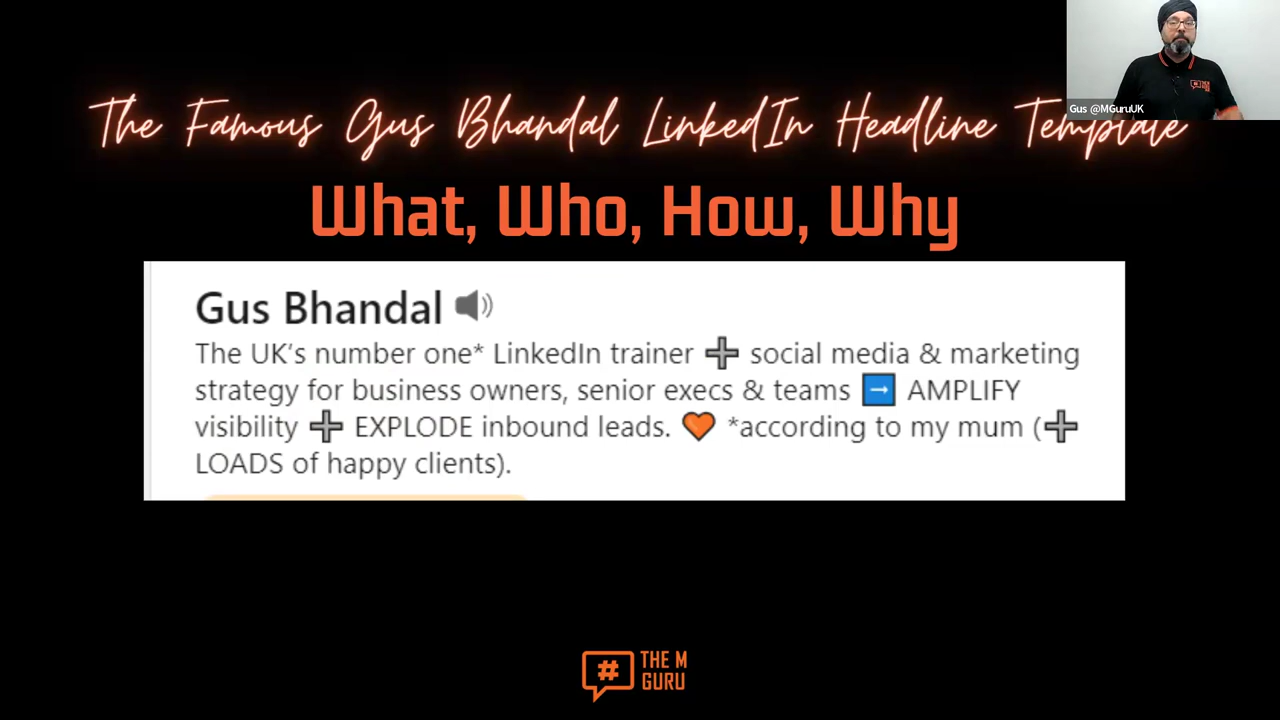 The Famous Gus Bhandal LinkedIn Headline Template
Gus @MGuruUK
What, Who, How, Why
Gus Bhandal
The UK's number one* LinkedIn trainer ➕ social media & marketing
strategy for business owners, senior execs & teams ➡️ AMPLIFY
visibility ➕ EXPLODE inbound leads. 🧡 *according to my mum (➕
LOADS of happy clients).
# THE M
GURU